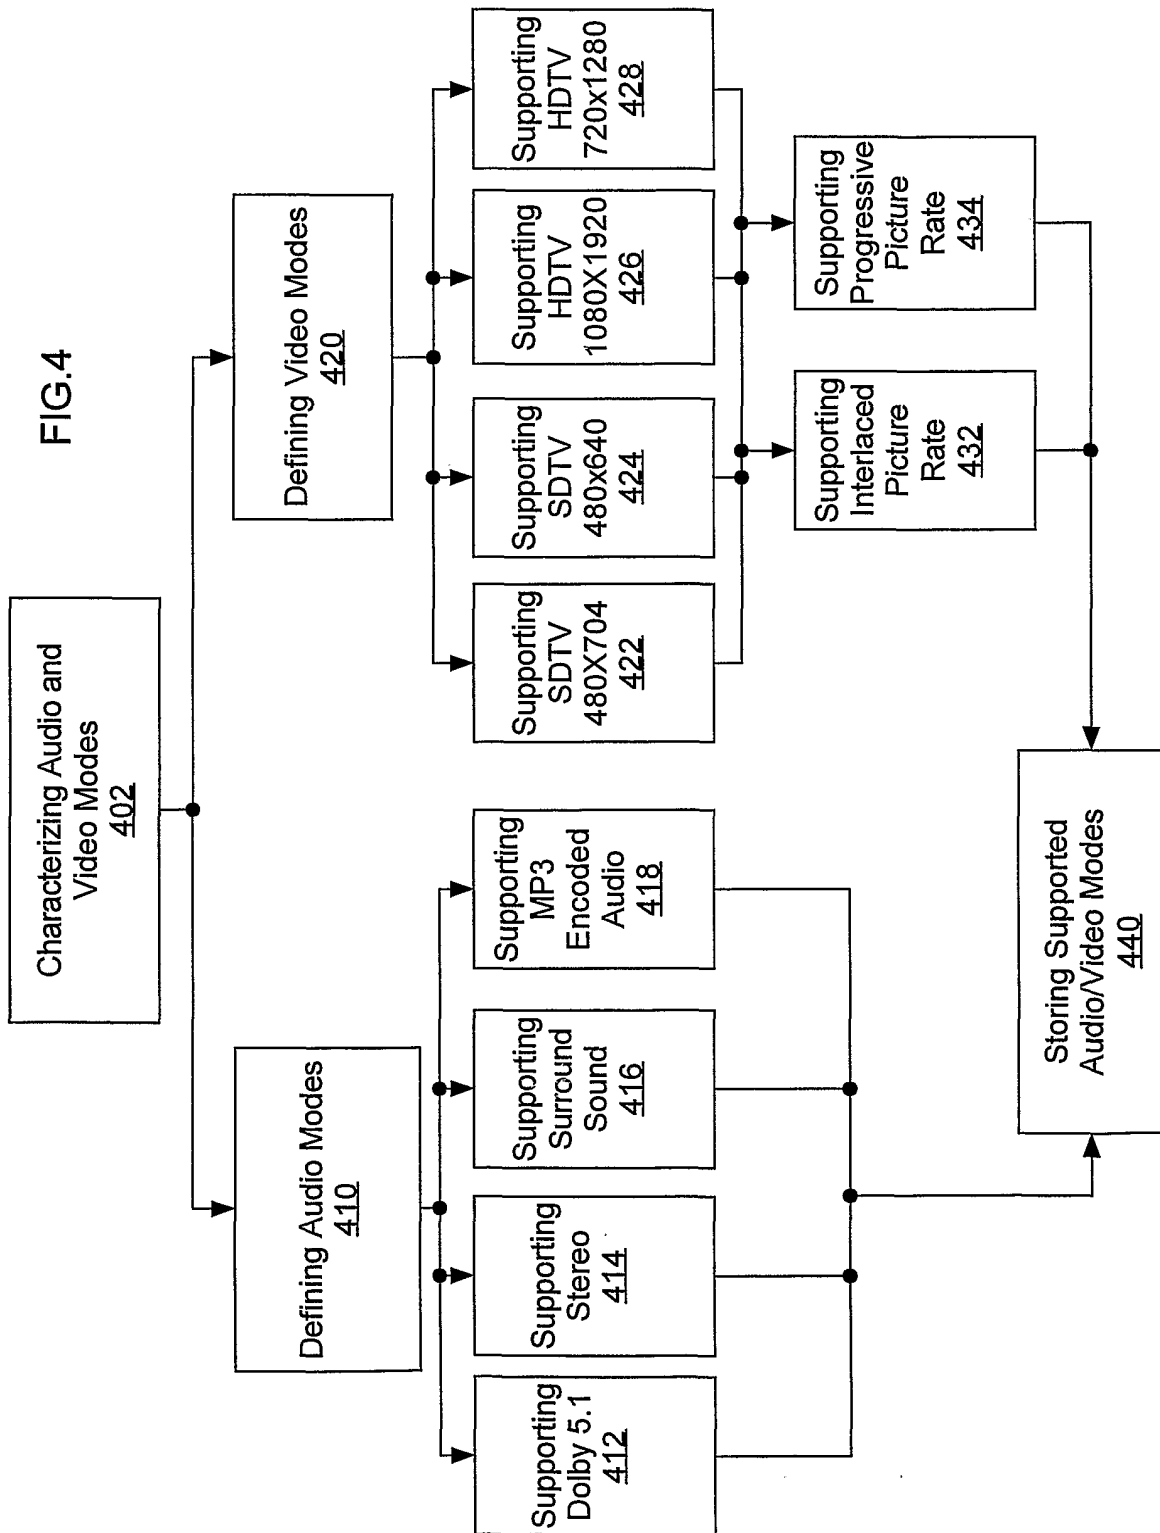 FIG.4
Characterizing Audio and
Video Modes
402
Defining Audio Modes
410
Defining Video Modes
420
Supporting
Dolby 5.1
412
Supporting
Stereo
414
Supporting
Surround
Sound
416
Supporting
MP3
Encoded
Audio
418
Supporting
SDTV
480X704
422
Supporting
SDTV
480x640
424
Supporting
HDTV
1080X1920
426
Supporting
HDTV
720x1280
428
Supporting
Interlaced
Picture
Rate
432
Supporting
Progressive
Picture
Rate
434
Storing Supported
Audio/Video Modes
440